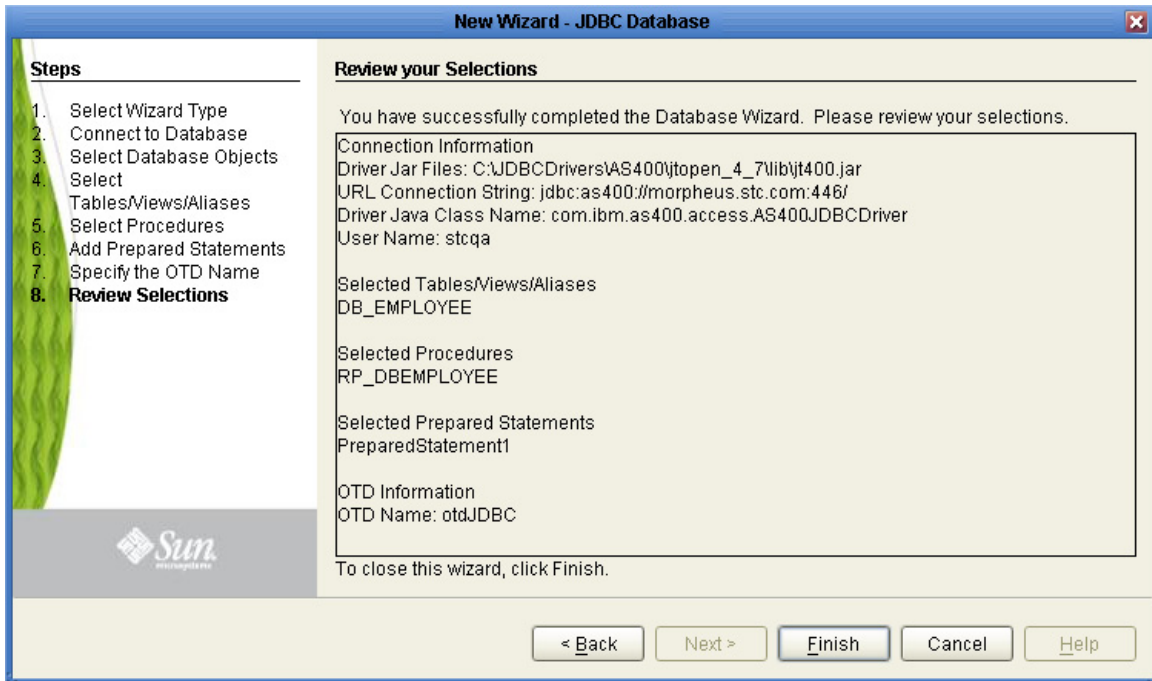 New Wizard - JDBC Database
Steps
1. Select Wizard Type
2. Connect to Database
3. Select Database Objects
4. Select
Tables/Views/Aliases
5. Select Procedures
6. Add Prepared Statements
7. Specify the OTD Name
8. Review Selections
Sun
microsystems
Review your Selections
You have successfully completed the Database Wizard. Please review your selections.
Connection Information
Driver Jar Files: C:\JDBCDrivers\AS400\jtopen_4_7\lib\jt400.jar
URL Connection String: jdbc:as400://morpheus.stc.com:446/
Driver Java Class Name: com.ibm.as400.access.AS400JDBCDriver
User Name: stcqa
Selected Tables/Views/Aliases
DB_EMPLOYEE
Selected Procedures
RP_DBEMPLOYEE
Selected Prepared Statements
PreparedStatement1
OTD Information
OTD Name: otdJDBC
To close this wizard, click Finish.
< Back
Next >
Finish
Cancel
Help